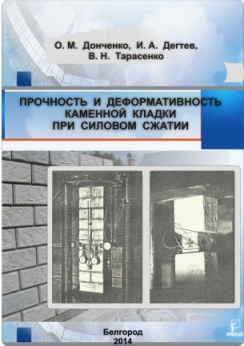 О. М. Донченко, И. А. Дегтев,
В. Н. Тарасенко
ПРОЧНОСТЬ И ДЕФОРМАТИВНОСТЬ
КАМЕННОЙ КЛАДКИ
ПРИ СИЛОВОМ СЖАТИИ
Белгород
2014